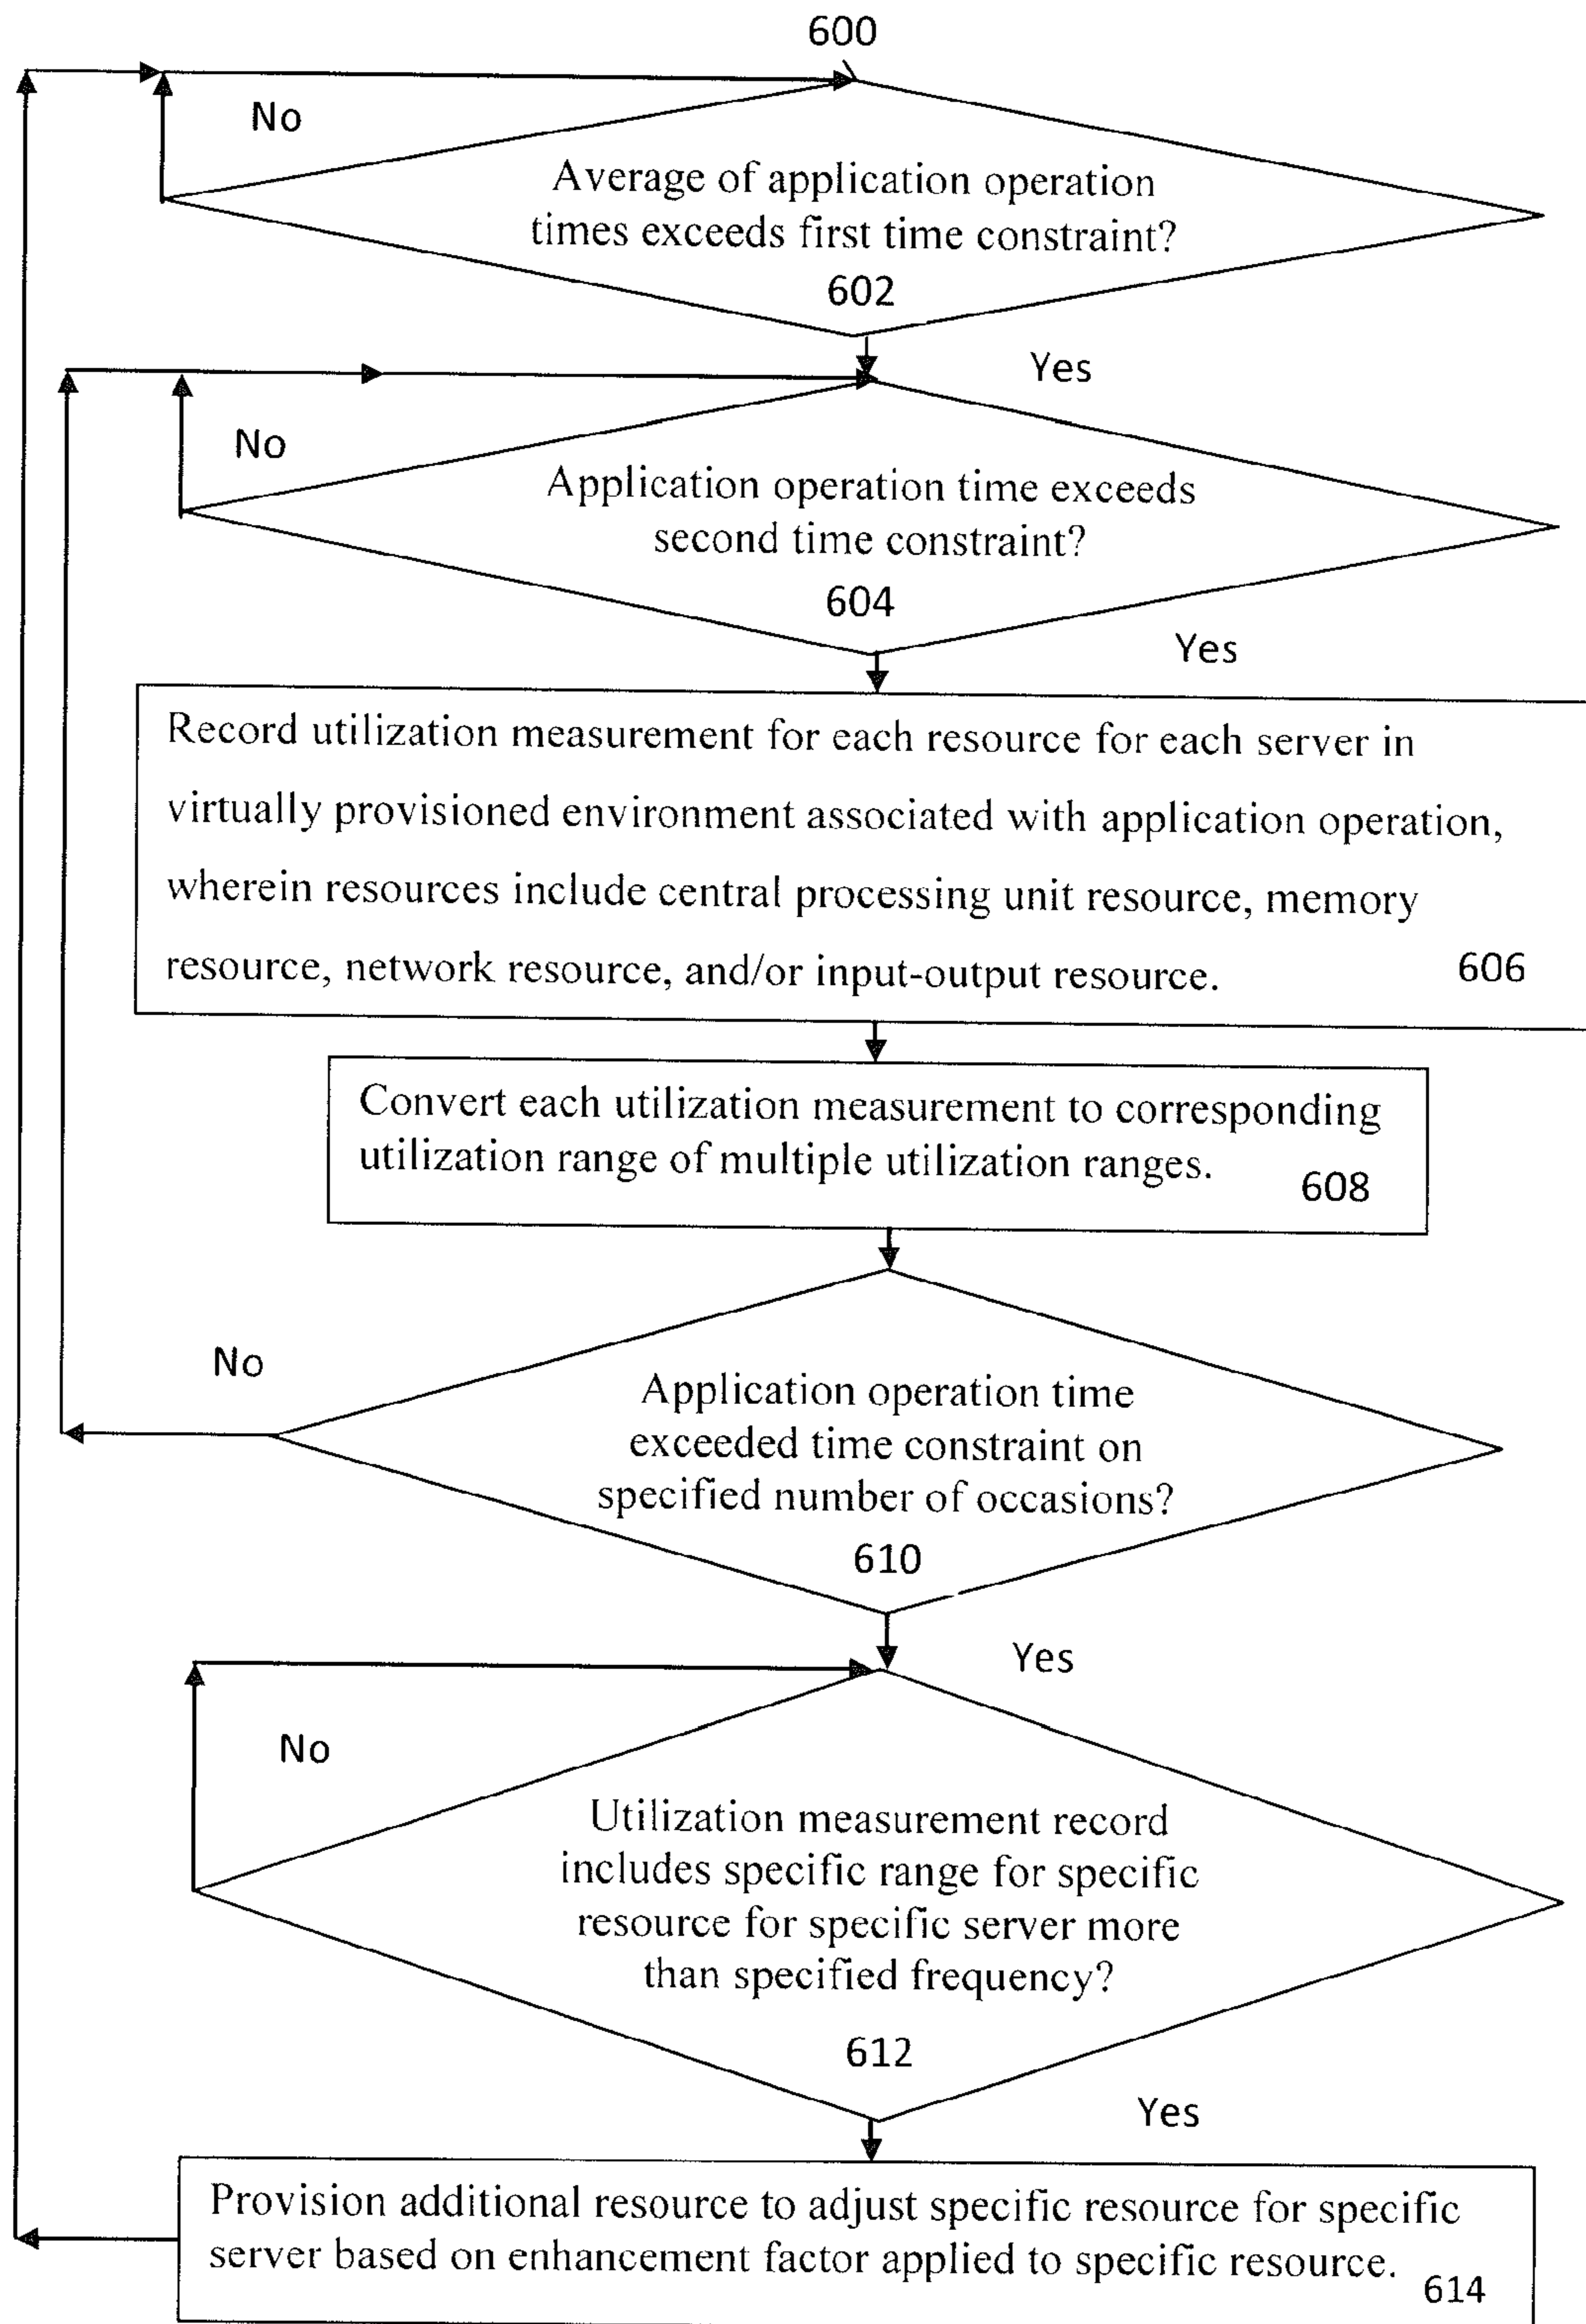 600
No
Average of application operation
times exceeds first time constraint?
602
Yes
No
Application operation time exceeds
second time constraint?
604
Yes
Record utilization measurement for each resource for each server in
virtually provisioned environment associated with application operation,
wherein resources include central processing unit resource, memory
resource, network resource, and/or input-output resource.
606
Convert each utilization measurement to corresponding
utilization range of multiple utilization ranges.
608
No
Application operation time
exceeded time constraint on
specified number of occasions?
610
Yes
No
Utilization measurement record
includes specific range for specific
resource for specific server more
than specified frequency?
612
Yes
Provision additional resource to adjust specific resource for specific
server based on enhancement factor applied to specific resource.
614